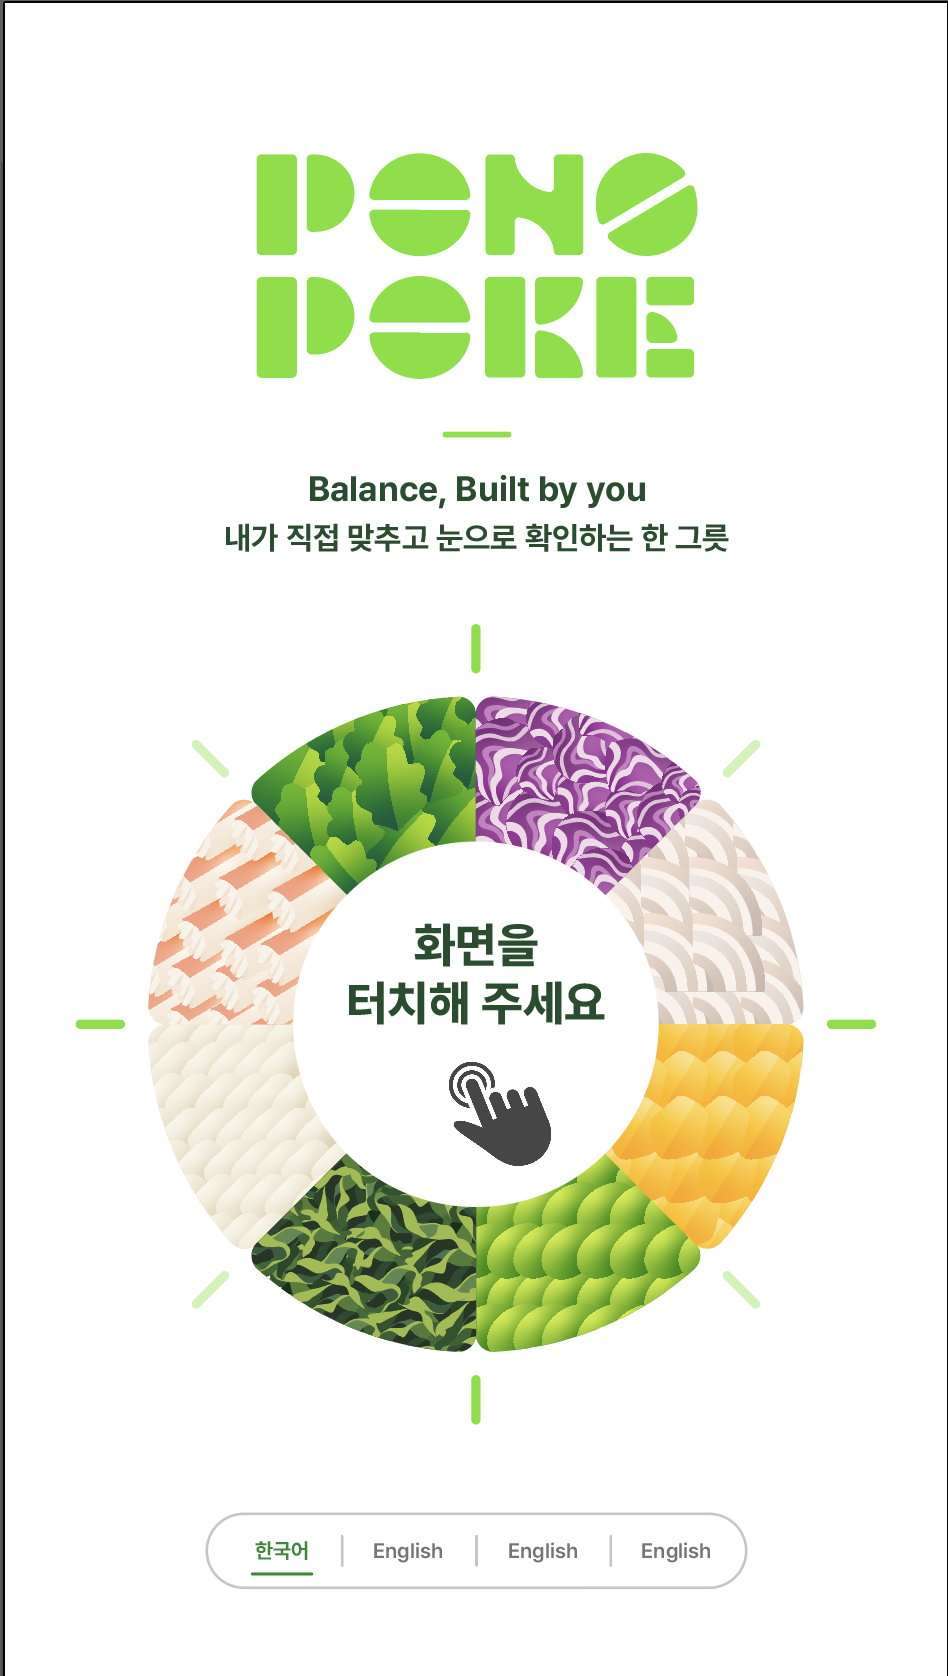 PONO
POKE
Balance, Built by you
내가 직접 맞추고 눈으로 확인하는 한 그릇
화면을
터치해 주세요
한국어 | English | English | English